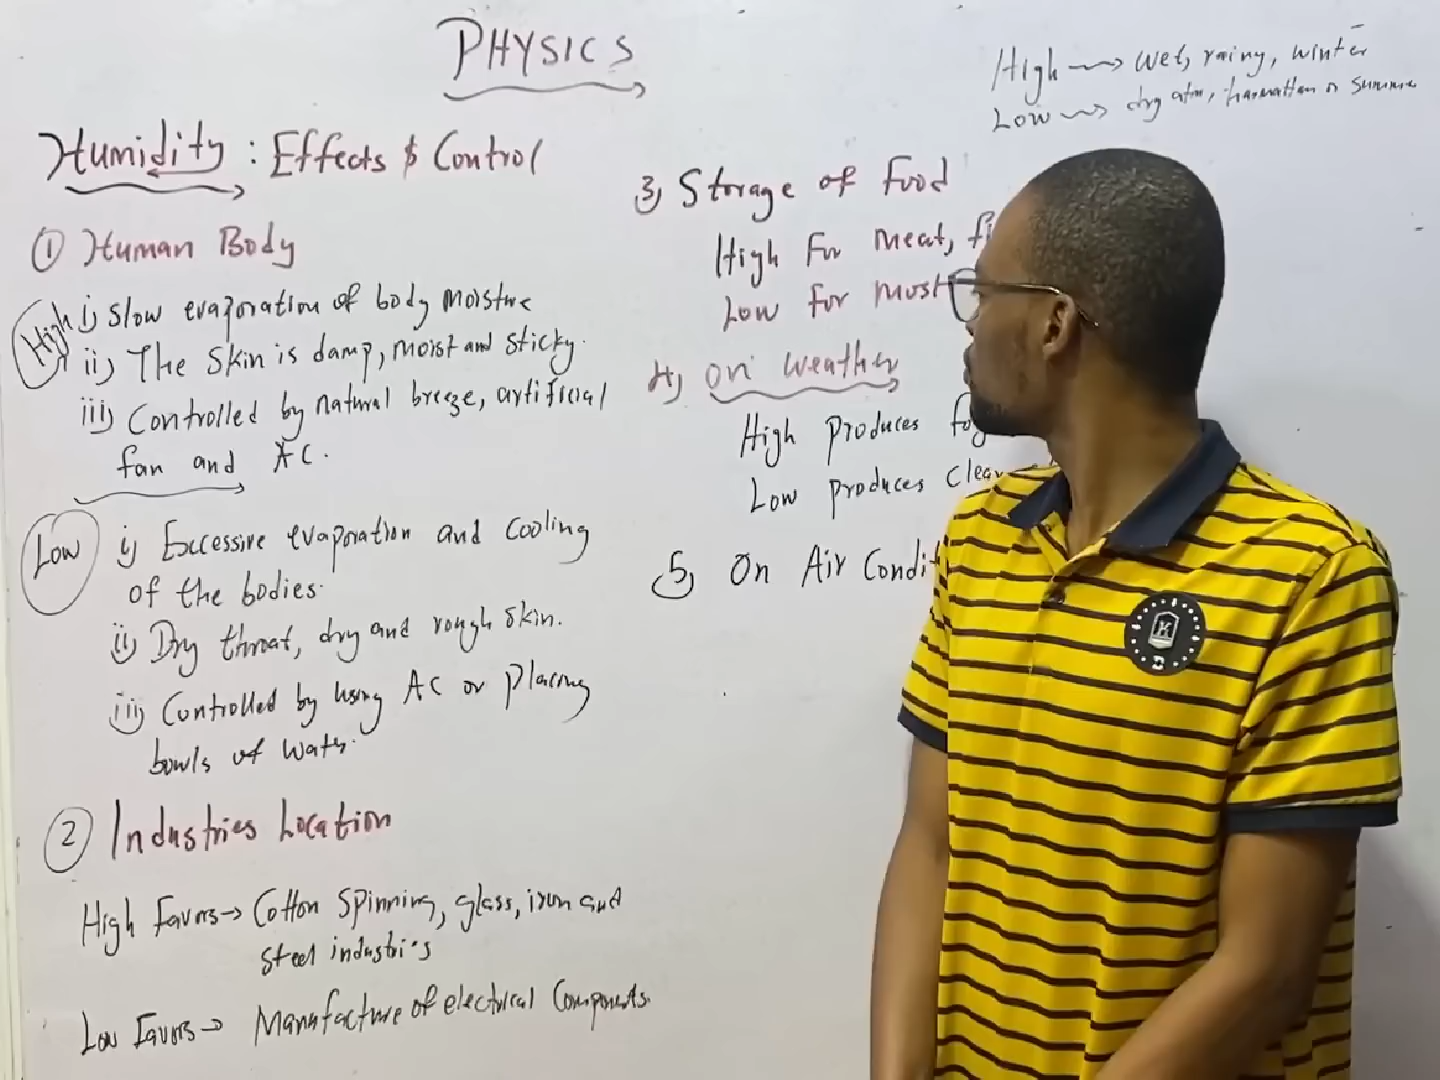 PHYSICS
High → wet, rainy, winter
Low → dry atm, harmattan or summer
Humidity : Effects & Control
① Human Body
High i) Slow evaporation of body moisture
ii) The skin is damp, moist and sticky.
iii) Controlled by natural breeze, artificial
fan and AC.
Low i) Excessive evaporation and cooling
of the bodies.
ii) Dry throat, dry and rough skin.
iii) Controlled by using AC or placing
bowls of water.
② Industries Location
High Favors → Cotton Spinning, glass, iron and
steel industries
Low Favors → Manufacture of electrical Components.
3) Storage of Food
High for meat,
Low for most
4) On weather
High produces
Low produces clear
5) On Air
K